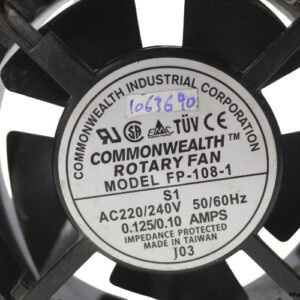 COMMONWEALTH INDUSTRIAL CORPORATION
1063690
EMC TÜV CE
COMMONWEALTH™
ROTARY FAN
MODEL FP-108-1
S1
AC220/240V 50/60Hz
0.125/0.10 AMPS
IMPEDANCE PROTECTED
MADE IN TAIWAN
J03